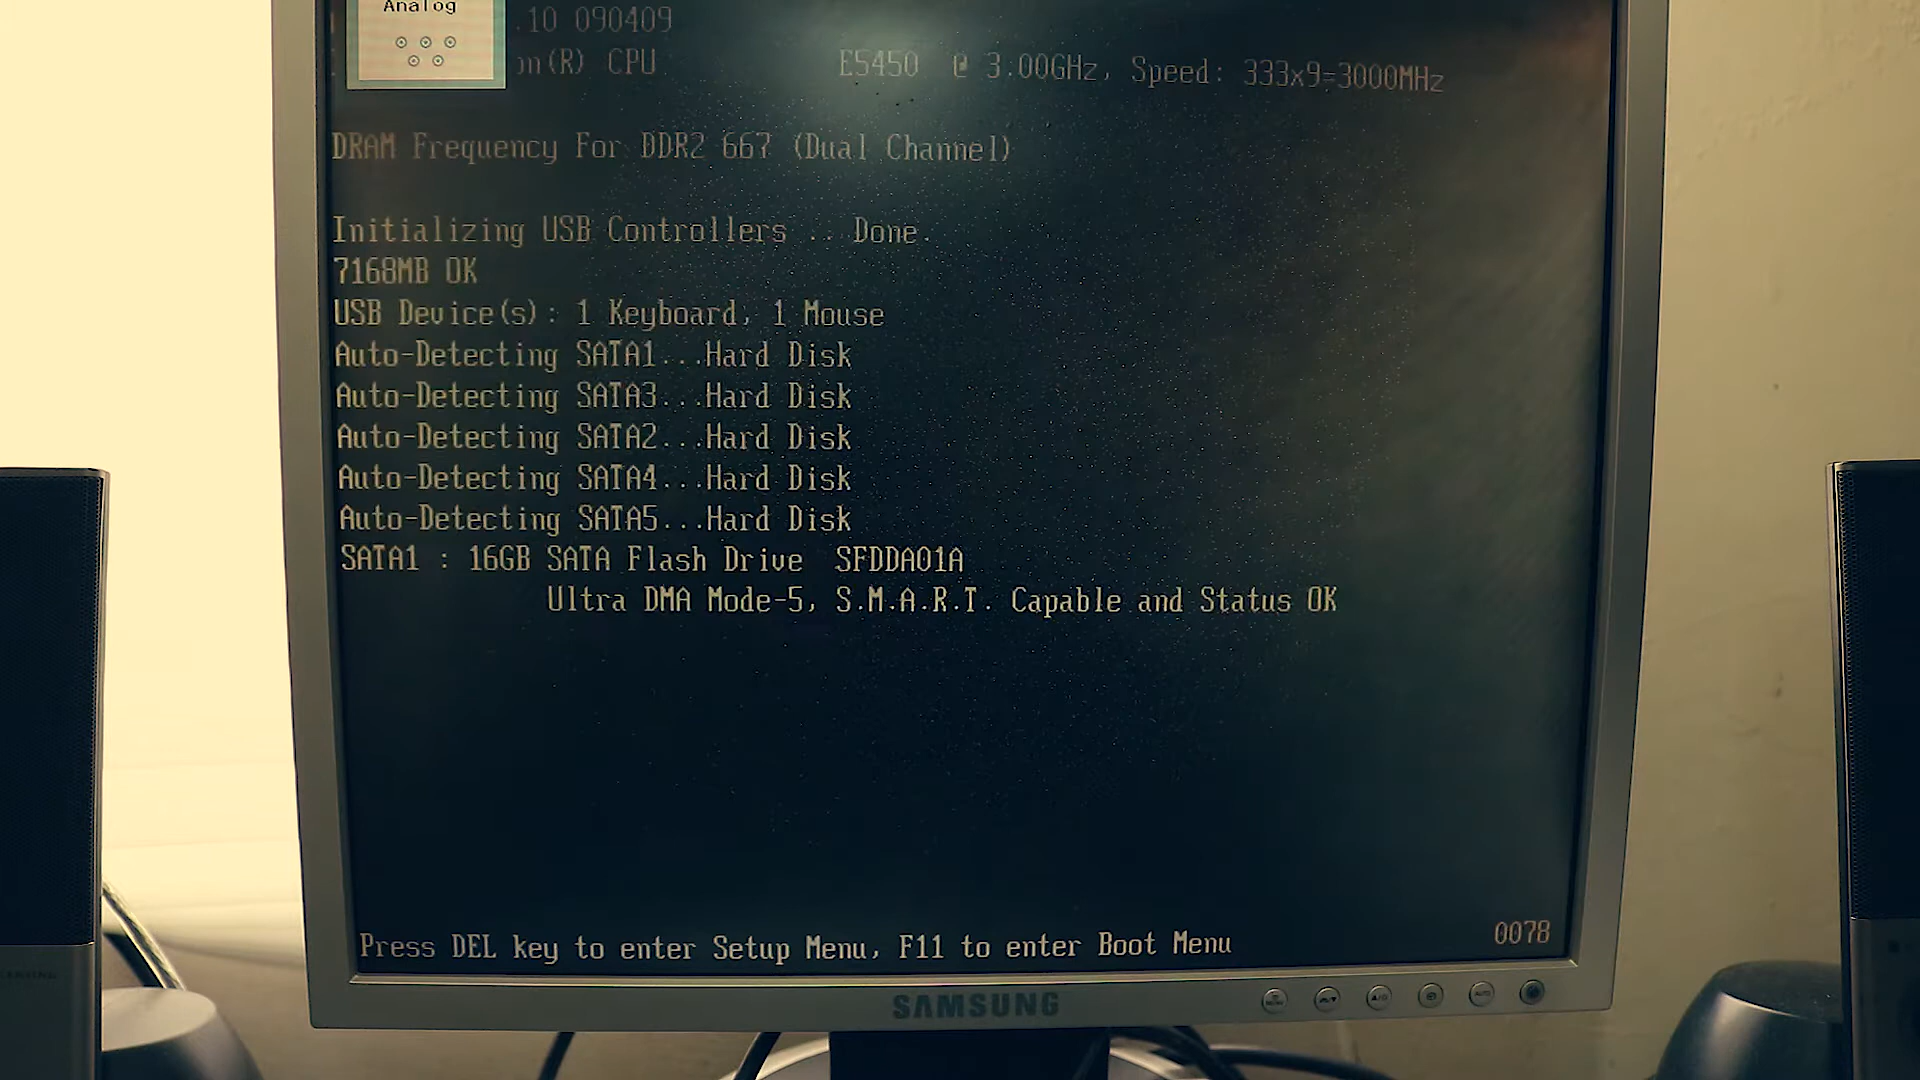 Analog
.10 090409
on(R) CPU E5450 @ 3.00GHz, Speed: 333x9=3000MHz
DRAM Frequency For DDR2 667 (Dual Channel)
Initializing USB Controllers .. Done.
7168MB OK
USB Device(s): 1 Keyboard, 1 Mouse
Auto-Detecting SATA1...Hard Disk
Auto-Detecting SATA3...Hard Disk
Auto-Detecting SATA2...Hard Disk
Auto-Detecting SATA4...Hard Disk
Auto-Detecting SATA5...Hard Disk
SATA1 : 16GB SATA Flash Drive SFDDA01A
Ultra DMA Mode-5, S.M.A.R.T. Capable and Status OK
Press DEL key to enter Setup Menu, F11 to enter Boot Menu
0078
SAMSUNG